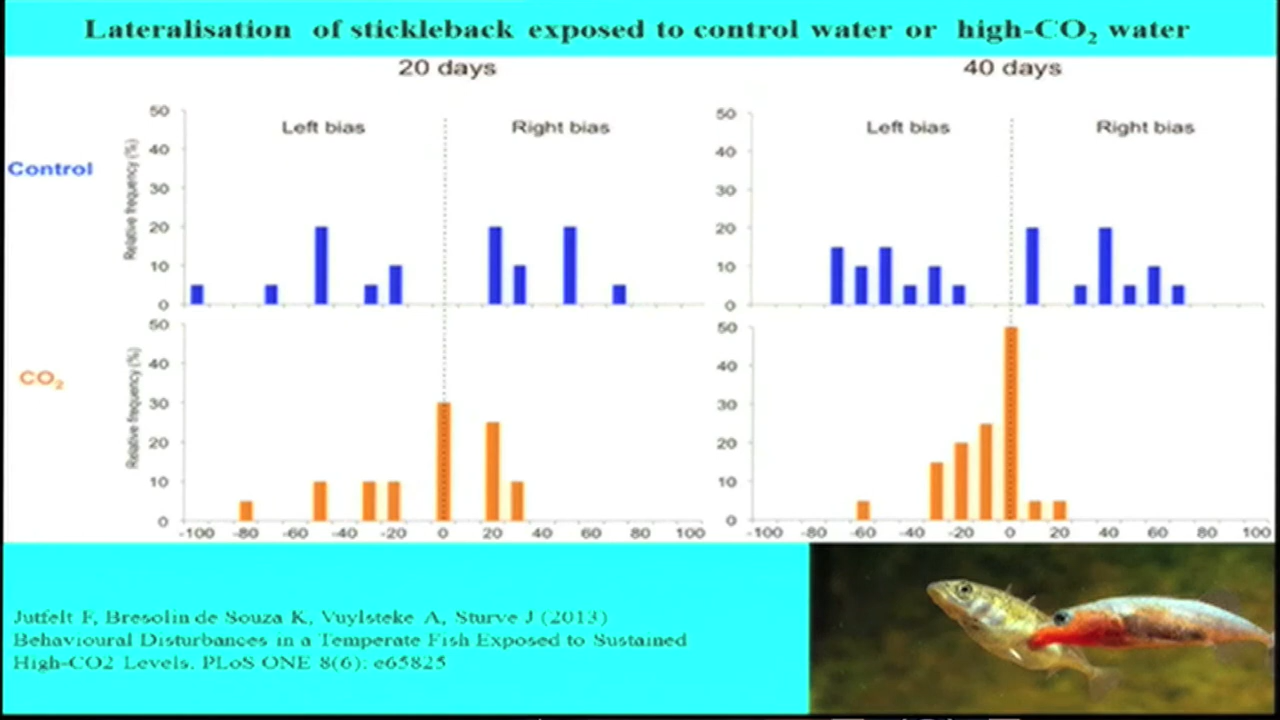 Lateralisation of stickleback exposed to control water or high-CO₂ water
20 days
40 days
Control
Relative frequency (%)
50
40
30
20
10
0
Left bias
Right bias
50
40
30
20
10
0
Left bias
Right bias
CO₂
Relative frequency (%)
50
40
30
20
10
0
-100 -80 -60 -40 -20 0 20 40 60 80 100
50
40
30
20
10
0
-100 -80 -60 -40 -20 0 20 40 60 80 100
Jutfelt F, Bresolin de Souza K, Vuylsteke A, Sturve J (2013)
Behavioural Disturbances in a Temperate Fish Exposed to Sustained
High-CO2 Levels. PLoS ONE 8(6): e65825